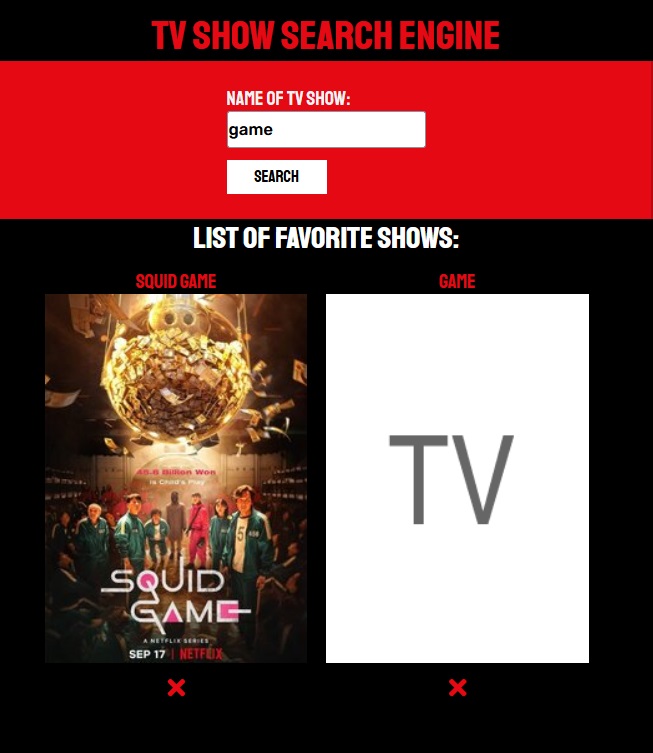 TV SHOW SEARCH ENGINE
NAME OF TV SHOW:
game
SEARCH
LIST OF FAVORITE SHOWS:
SQUID GAME
GAME
45.6 Billion Won
is Child's Play
SQUID
GAME
A NETFLIX SERIES
SEP 17 | NETFLIX
TV